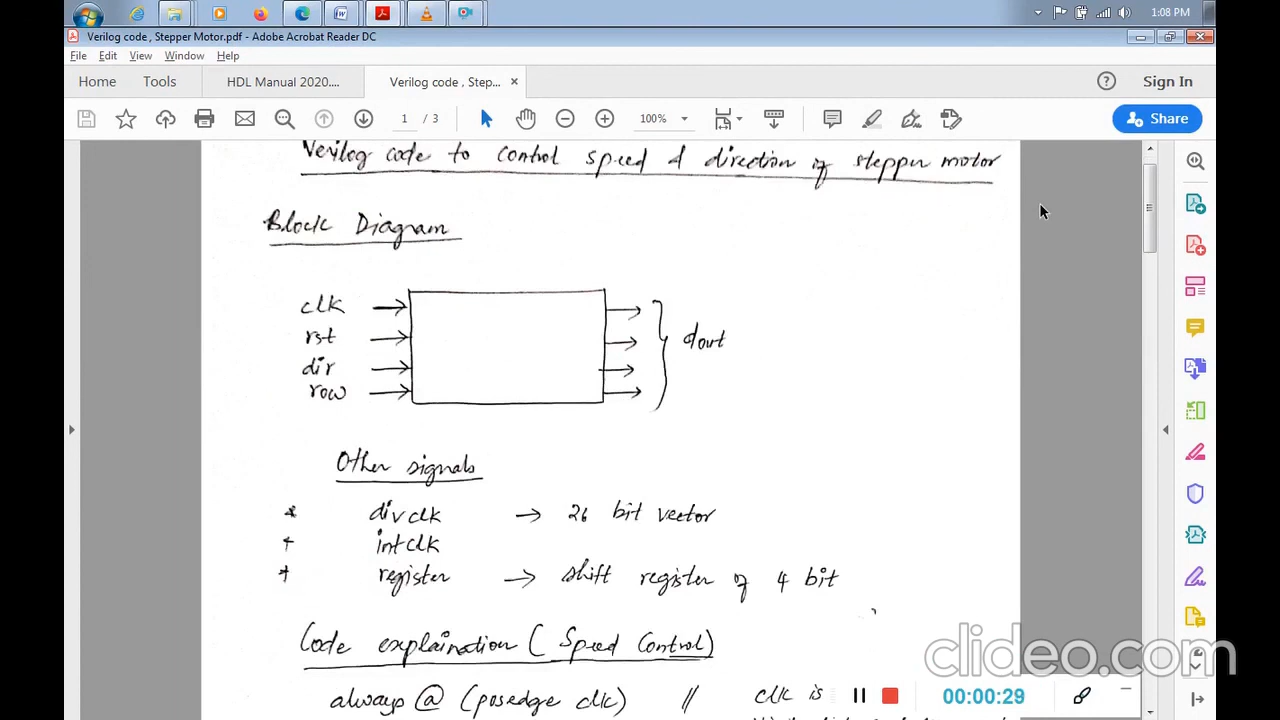 1:08 PM
Verilog code , Stepper Motor.pdf - Adobe Acrobat Reader DC
File Edit View Window Help
Home Tools HDL Manual 2020.... Verilog code , Step... × ? Sign In
1 / 3 100% Share
Verilog code to control speed & direction of stepper motor
Block Diagram
clk
rst
dir
row
dout
Other signals
* divclk → 26 bit vector
+ intclk
+ register → shift register of 4 bit
Code explaination ( Speed Control)
always @ (posedge clk) // clk is
clideo.com
00:00:29